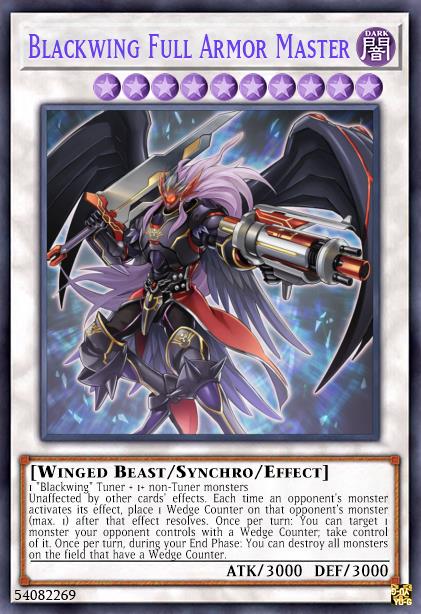 BLACKWING FULL ARMOR MASTER
DARK
闇
[WINGED BEAST/SYNCHRO/EFFECT]
1 "Blackwing" Tuner + 1+ non-Tuner monsters
Unaffected by other cards' effects. Each time an opponent's monster
activates its effect, place 1 Wedge Counter on that opponent's monster
(max. 1) after that effect resolves. Once per turn: You can target 1
monster your opponent controls with a Wedge Counter; take control
of it. Once per turn, during your End Phase: You can destroy all monsters
on the field that have a Wedge Counter.
ATK/3000 DEF/3000
54082269